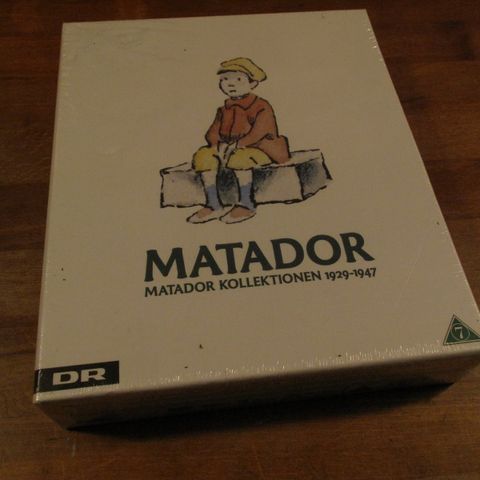 MATADOR
MATADOR KOLLEKTIONEN 1929-1947
7
DR